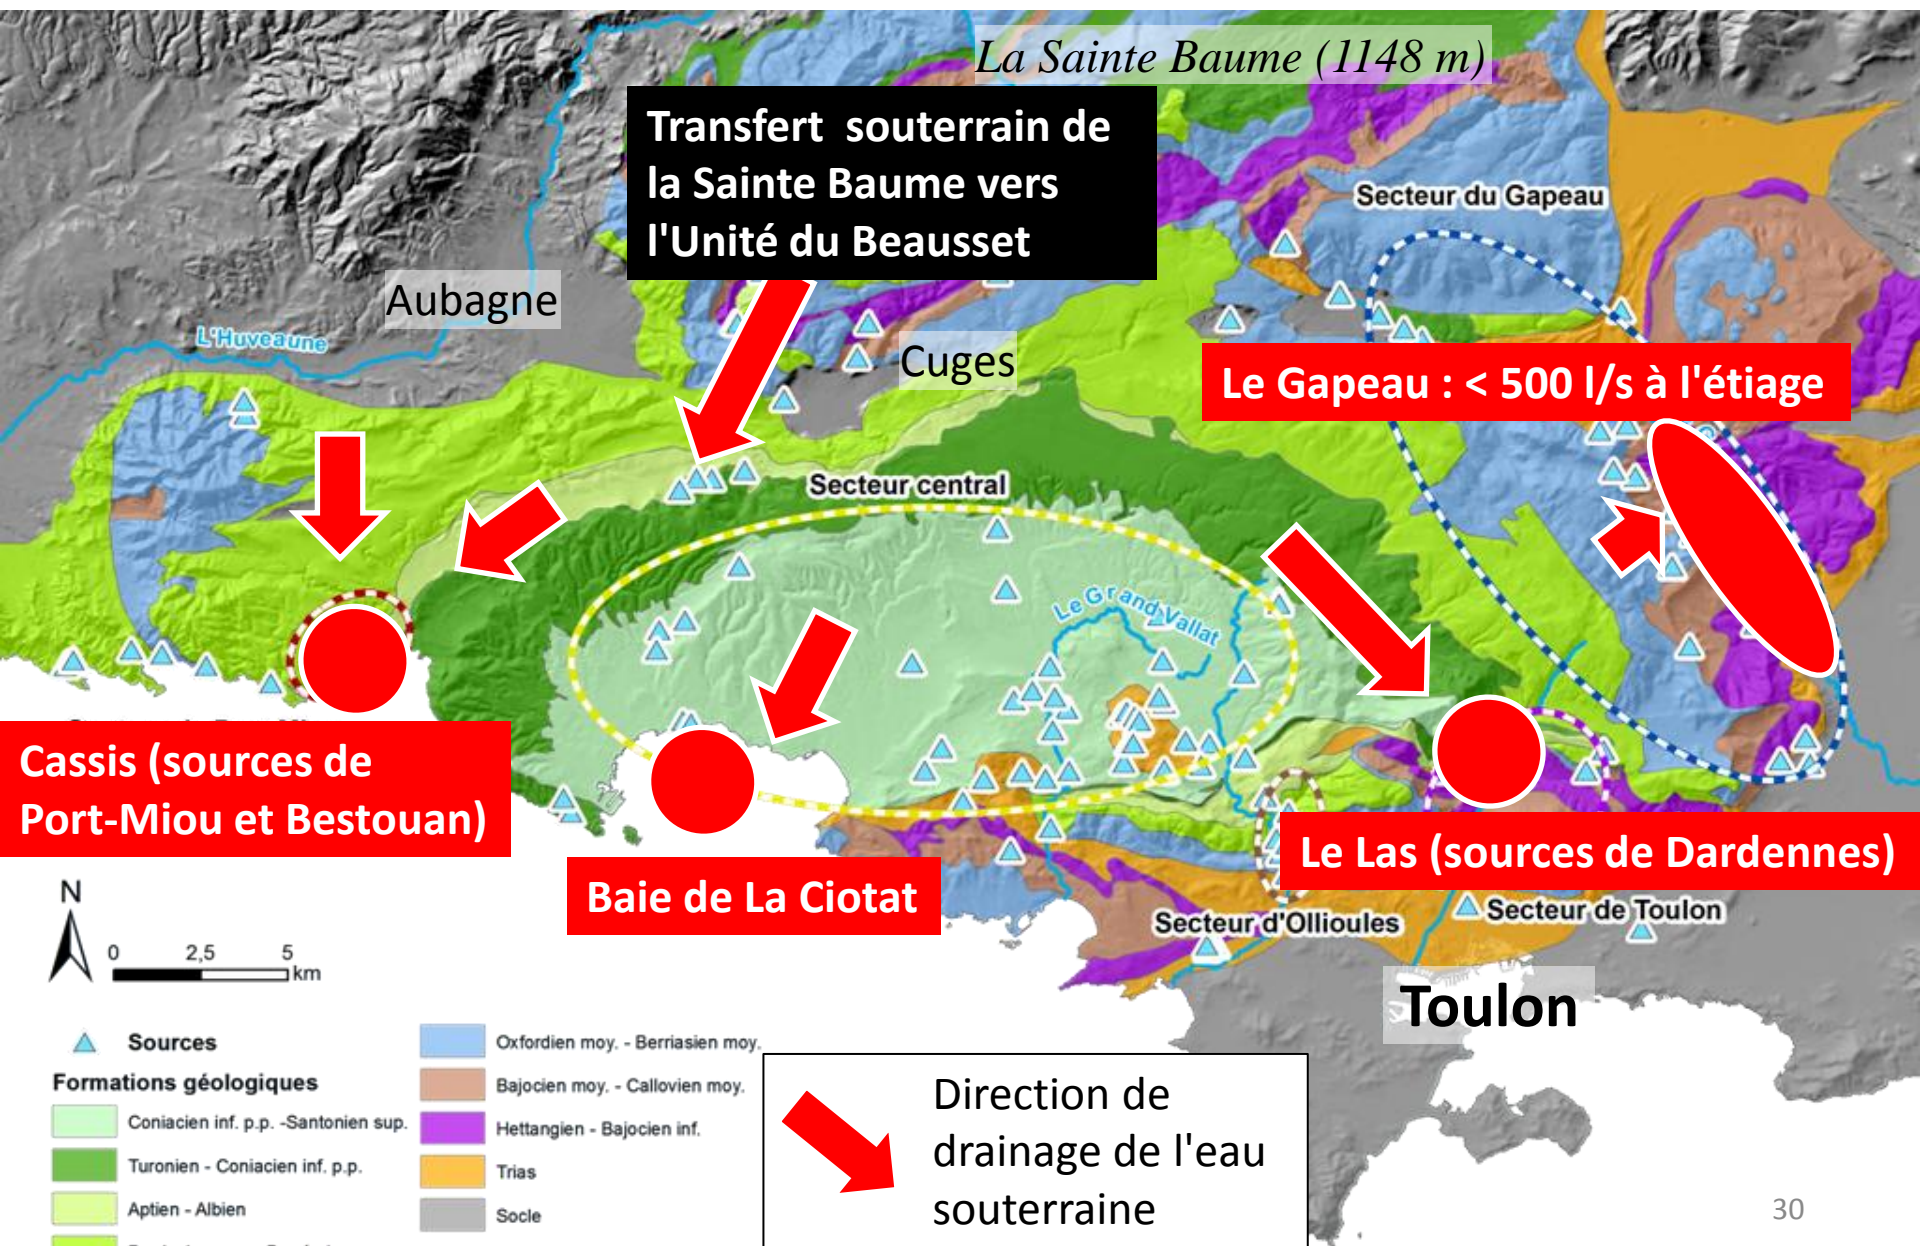 La Sainte Baume (1148 m)
Transfert souterrain de
la Sainte Baume vers
l'Unité du Beausset
Secteur du Gapeau
Aubagne
L'Huveaune
Cuges
Le Gapeau : < 500 l/s à l'étiage
Secteur central
Le Grand Vallat
Cassis (sources de
Port-Miou et Bestouan)
Baie de La Ciotat
Le Las (sources de Dardennes)
Secteur d'Ollioules
Secteur de Toulon
Toulon
N
0 2,5 5
km
Sources
Formations géologiques
Coniacien inf. p.p. -Santonien sup.
Turonien - Coniacien inf. p.p.
Aptien - Albien
Oxfordien moy. - Berriasien moy.
Bajocien moy. - Callovien moy.
Hettangien - Bajocien inf.
Trias
Socle
Direction de
drainage de l'eau
souterraine
30